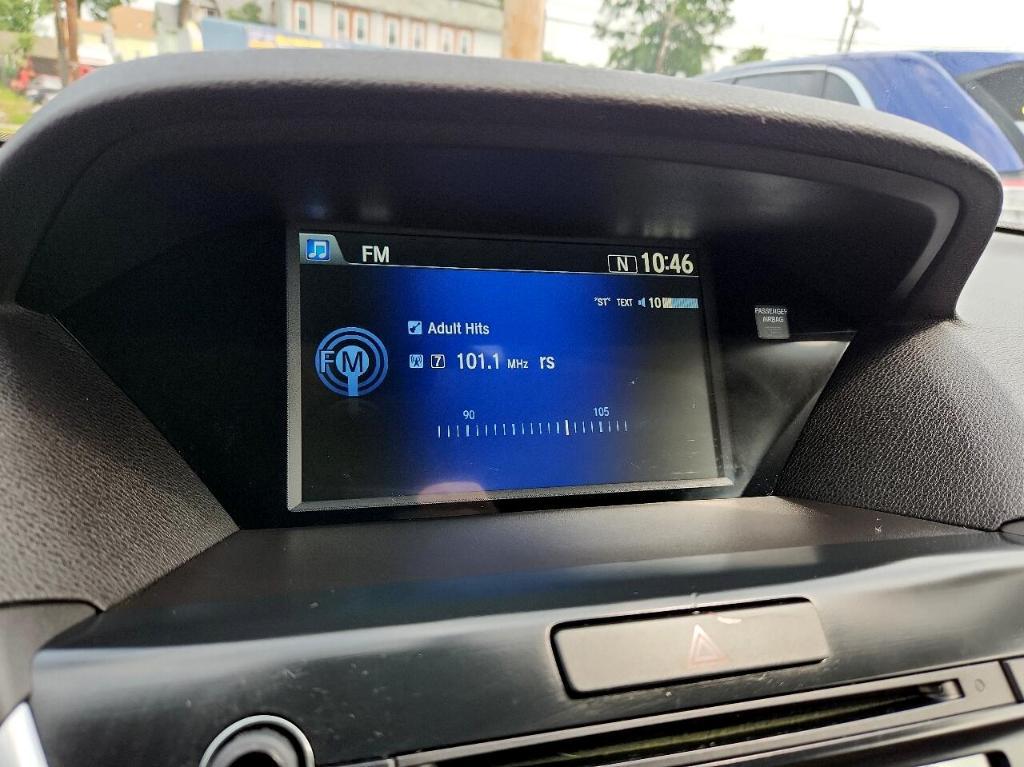 FM
N 10:46
"ST" TEXT 10
Adult Hits
FM
7 101.1 MHz rs
90 105
PASSENGER
AIRBAG